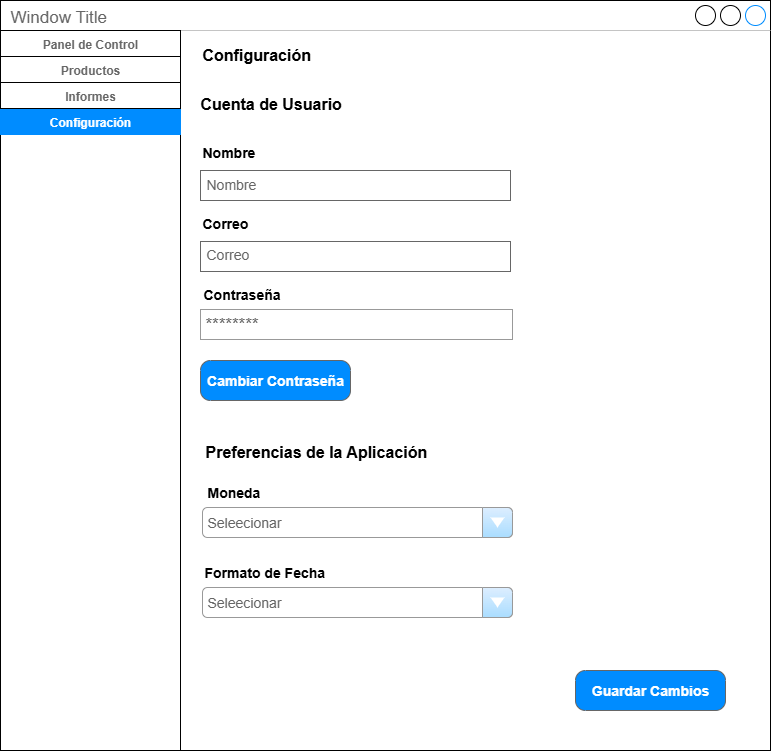 Window Title
Panel de Control
Productos
Informes
Configuración
Configuración
Cuenta de Usuario
Nombre
Nombre
Correo
Correo
Contraseña
********
Cambiar Contraseña
Preferencias de la Aplicación
Moneda
Seleecionar
Formato de Fecha
Seleecionar
Guardar Cambios